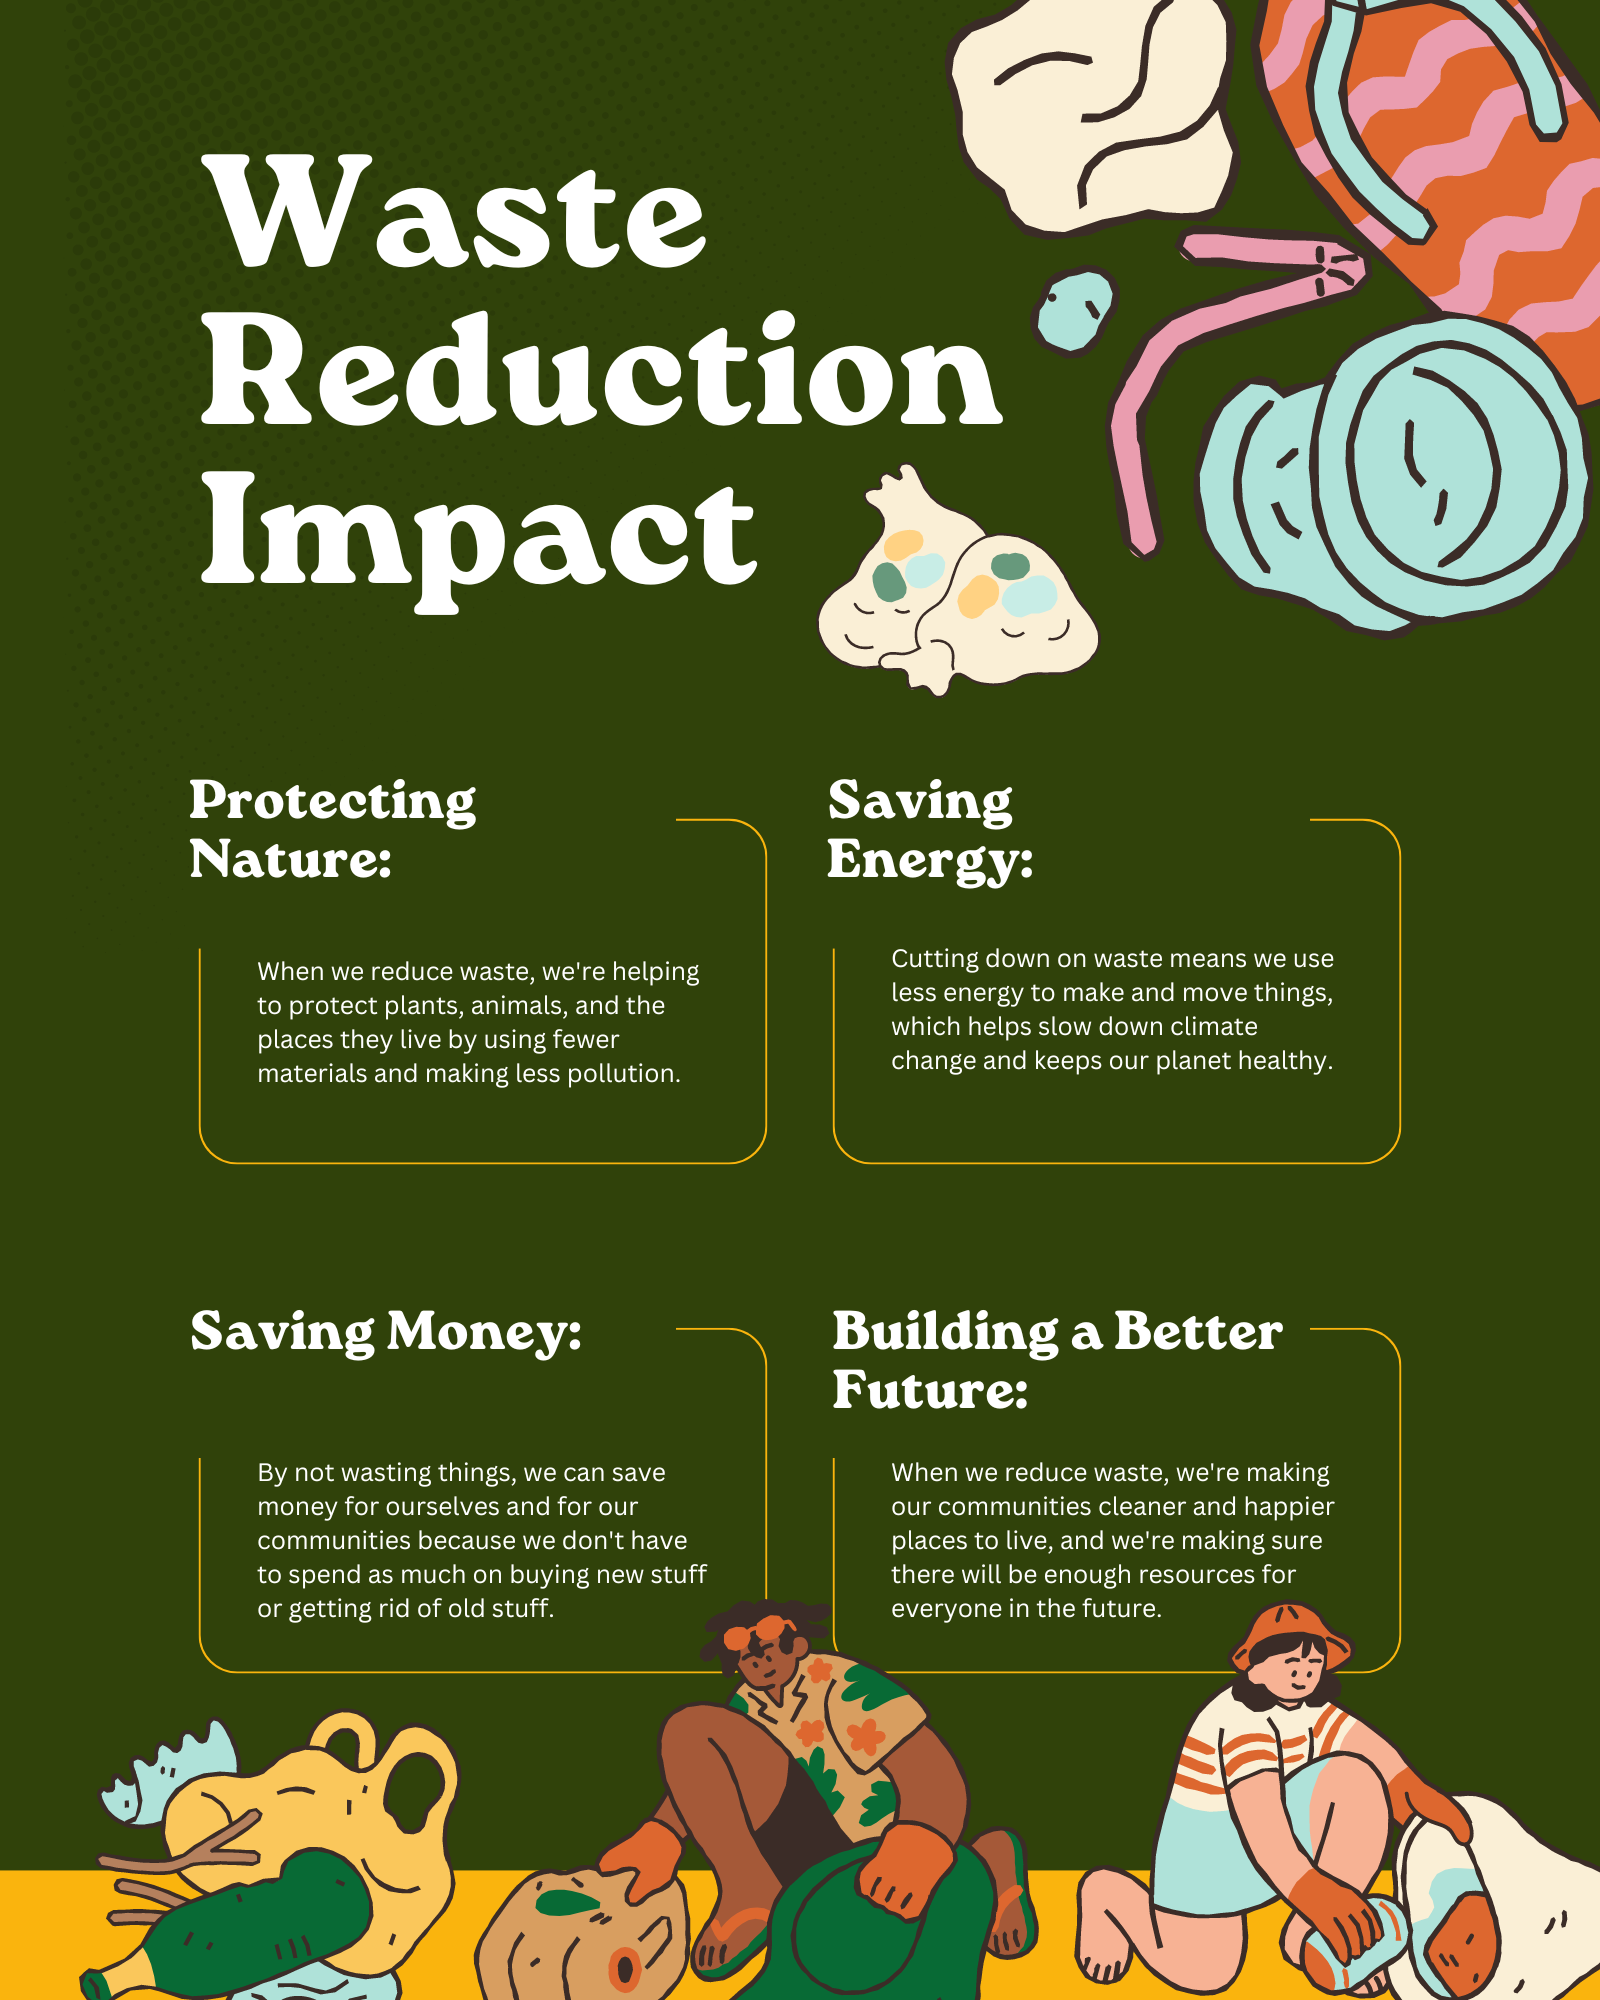 Waste
Reduction
Impact
Protecting
Nature:
When we reduce waste, we're helping
to protect plants, animals, and the
places they live by using fewer
materials and making less pollution.
Saving
Energy:
Cutting down on waste means we use
less energy to make and move things,
which helps slow down climate
change and keeps our planet healthy.
Saving Money:
By not wasting things, we can save
money for ourselves and for our
communities because we don't have
to spend as much on buying new stuff
or getting rid of old stuff.
Building a Better
Future:
When we reduce waste, we're making
our communities cleaner and happier
places to live, and we're making sure
there will be enough resources for
everyone in the future.